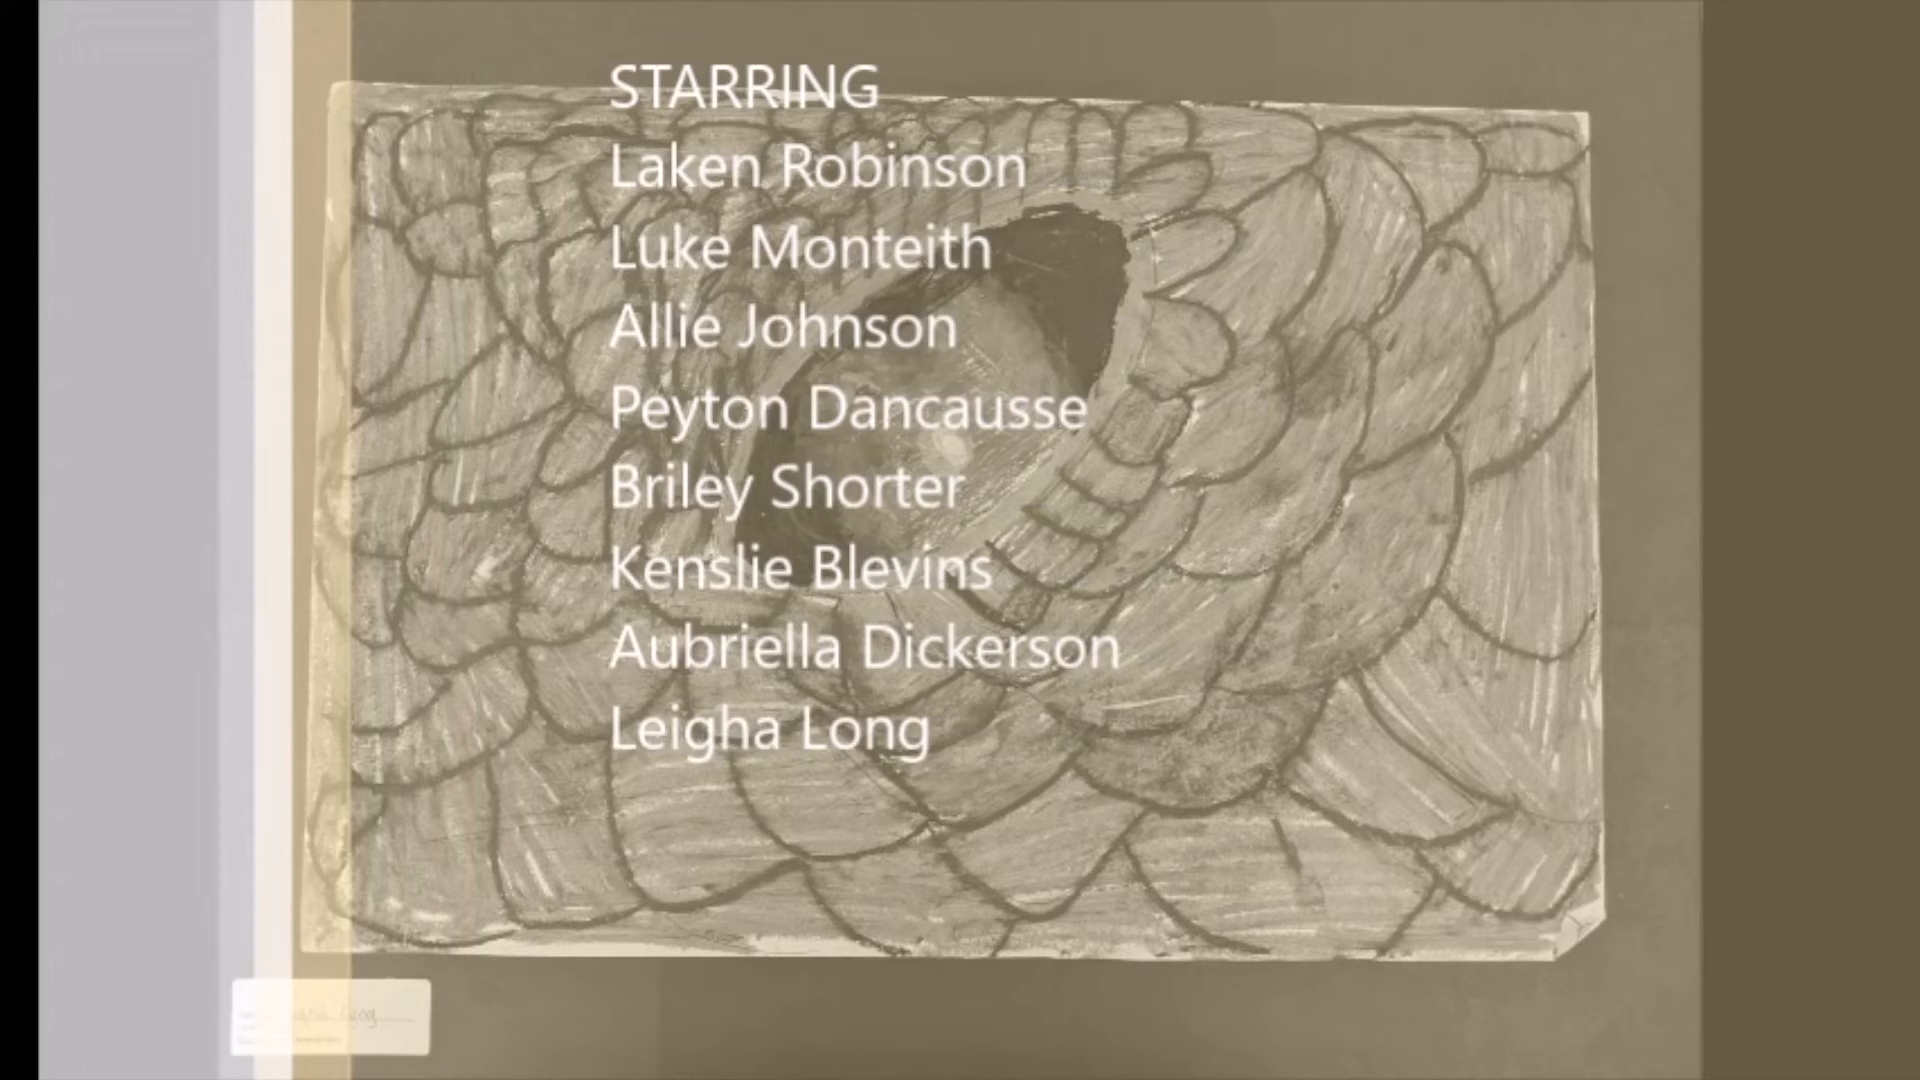 STARRING
Laken Robinson
Luke Monteith
Allie Johnson
Peyton Dancausse
Briley Shorter
Kenslie Blevins
Aubriella Dickerson
Leigha Long